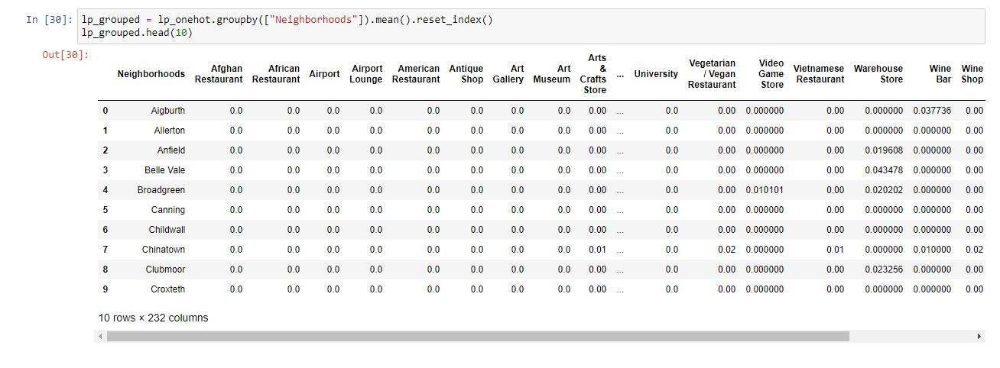 In [30]: lp_grouped = lp_onehot.groupby(["Neighborhoods"]).mean().reset_index()
lp_grouped.head(10)
Out[30]:
Neighborhoods Afghan Restaurant African Restaurant Airport Airport Lounge American Restaurant Antique Shop Art Gallery Art Museum Arts & Crafts Store ... University Vegetarian / Vegan Restaurant Video Game Store Vietnamese Restaurant Warehouse Store Wine Bar Wine Shop
0 Aigburth 0.0 0.0 0.0 0.0 0.0 0.0 0.0 0.0 0.00 ... 0.0 0.00 0.000000 0.00 0.000000 0.037736 0.00
1 Allerton 0.0 0.0 0.0 0.0 0.0 0.0 0.0 0.0 0.00 ... 0.0 0.00 0.000000 0.00 0.000000 0.000000 0.00
2 Anfield 0.0 0.0 0.0 0.0 0.0 0.0 0.0 0.0 0.00 ... 0.0 0.00 0.000000 0.00 0.019608 0.000000 0.00
3 Belle Vale 0.0 0.0 0.0 0.0 0.0 0.0 0.0 0.0 0.00 ... 0.0 0.00 0.000000 0.00 0.043478 0.000000 0.00
4 Broadgreen 0.0 0.0 0.0 0.0 0.0 0.0 0.0 0.0 0.00 ... 0.0 0.00 0.010101 0.00 0.020202 0.000000 0.00
5 Canning 0.0 0.0 0.0 0.0 0.0 0.0 0.0 0.0 0.00 ... 0.0 0.00 0.000000 0.00 0.000000 0.000000 0.00
6 Childwall 0.0 0.0 0.0 0.0 0.0 0.0 0.0 0.0 0.00 ... 0.0 0.00 0.000000 0.00 0.000000 0.000000 0.00
7 Chinatown 0.0 0.0 0.0 0.0 0.0 0.0 0.0 0.0 0.01 ... 0.0 0.02 0.000000 0.01 0.000000 0.010000 0.02
8 Clubmoor 0.0 0.0 0.0 0.0 0.0 0.0 0.0 0.0 0.00 ... 0.0 0.00 0.000000 0.00 0.023256 0.000000 0.00
9 Croxteth 0.0 0.0 0.0 0.0 0.0 0.0 0.0 0.0 0.00 ... 0.0 0.00 0.000000 0.00 0.000000 0.000000 0.00
10 rows × 232 columns